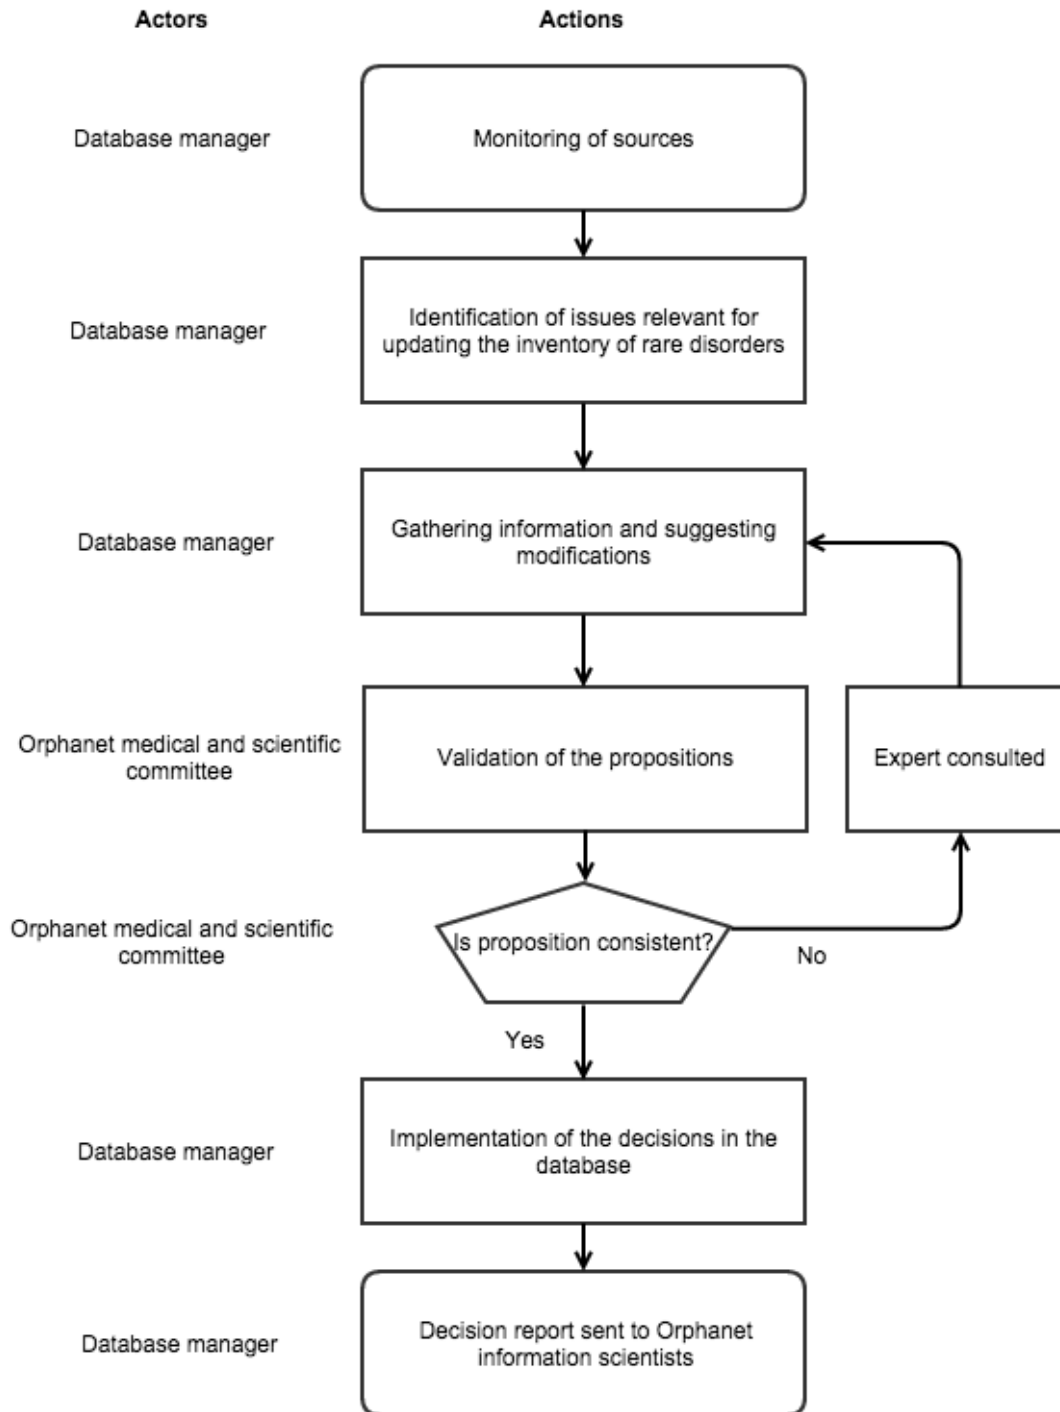 Actors
Actions
Database manager
Monitoring of sources
Database manager
Identification of issues relevant for
updating the inventory of rare disorders
Database manager
Gathering information and suggesting
modifications
Orphanet medical and scientific
committee
Validation of the propositions
Expert consulted
Orphanet medical and scientific
committee
Is proposition consistent?
No
Yes
Database manager
Implementation of the decisions in the
database
Database manager
Decision report sent to Orphanet
information scientists